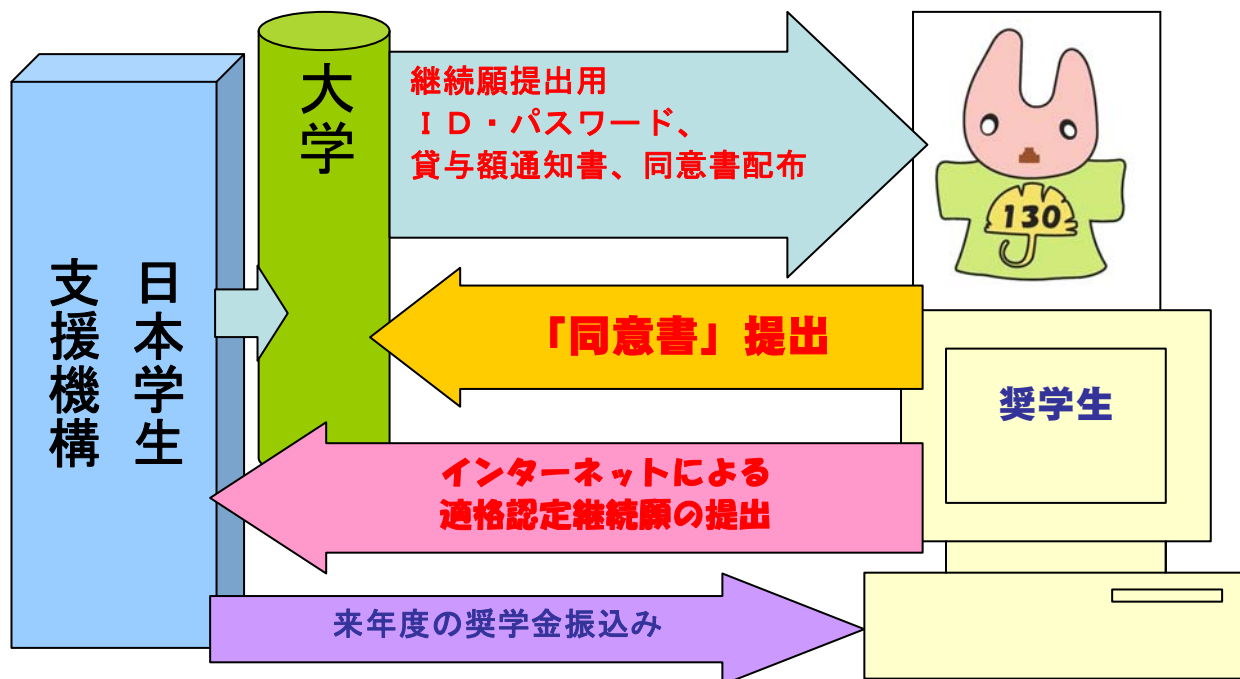 日本学生
支援機構
大学
継続願提出用
ＩＤ・パスワード、
貸与額通知書、同意書配布
130
「同意書」提出
奨学生
インターネットによる
適格認定継続願の提出
来年度の奨学金振込み